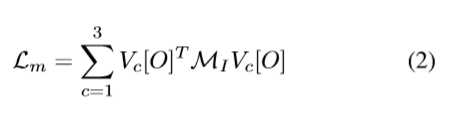 $\mathcal{L}_m = \sum_{c=1}^{3} V_c[O]^T \mathcal{M}_I V_c[O]$ (2)